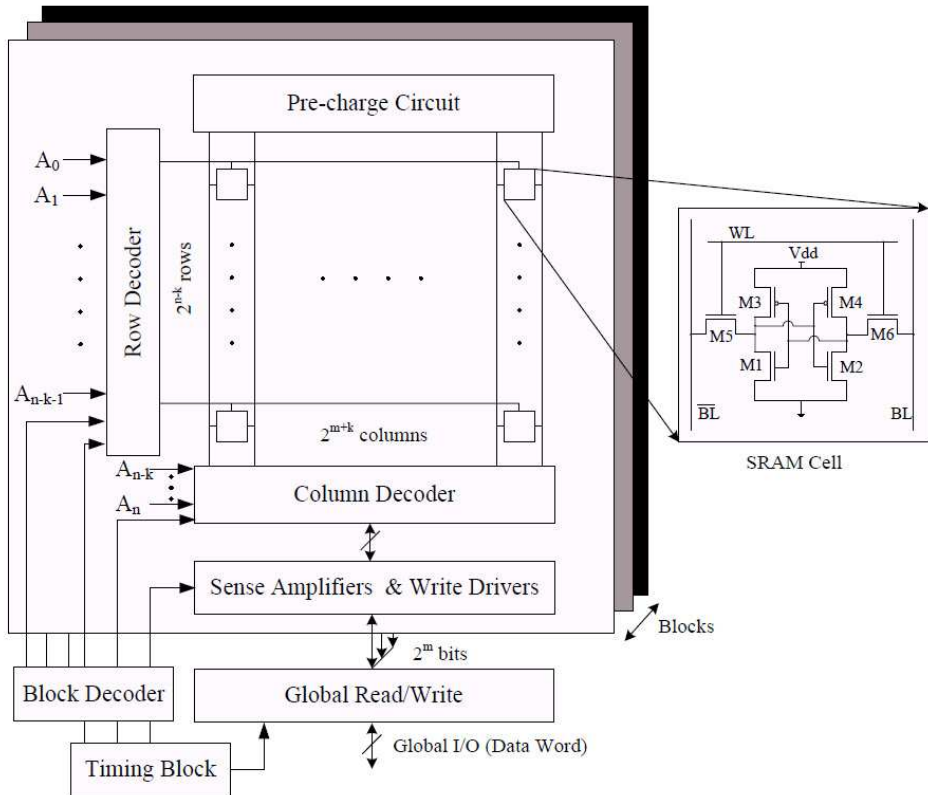 Pre-charge Circuit
A₀
A₁
Row Decoder
2ⁿ⁻ᵏ rows
Aₙ₋ₖ₋₁
2ᵐ⁺ᵏ columns
WL
Vdd
M3
M4
M5
M6
M1
M2
B̅L̅
BL
SRAM Cell
Aₙ₋ₖ
Aₙ
Column Decoder
Sense Amplifiers & Write Drivers
Blocks
2ᵐ bits
Block Decoder
Global Read/Write
Timing Block
Global I/O (Data Word)